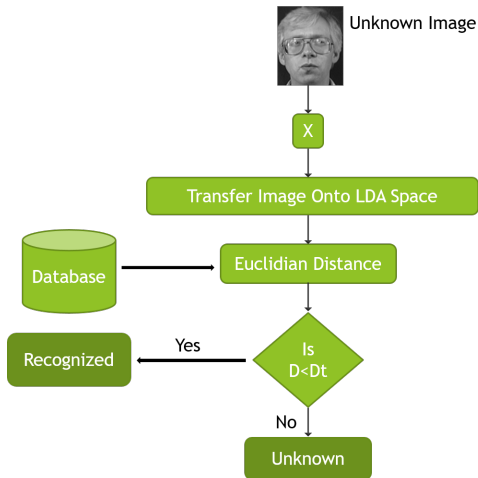 Unknown Image
X
Transfer Image Onto LDA Space
Euclidian Distance
Database
Is
D<Dt
Yes
Recognized
No
Unknown